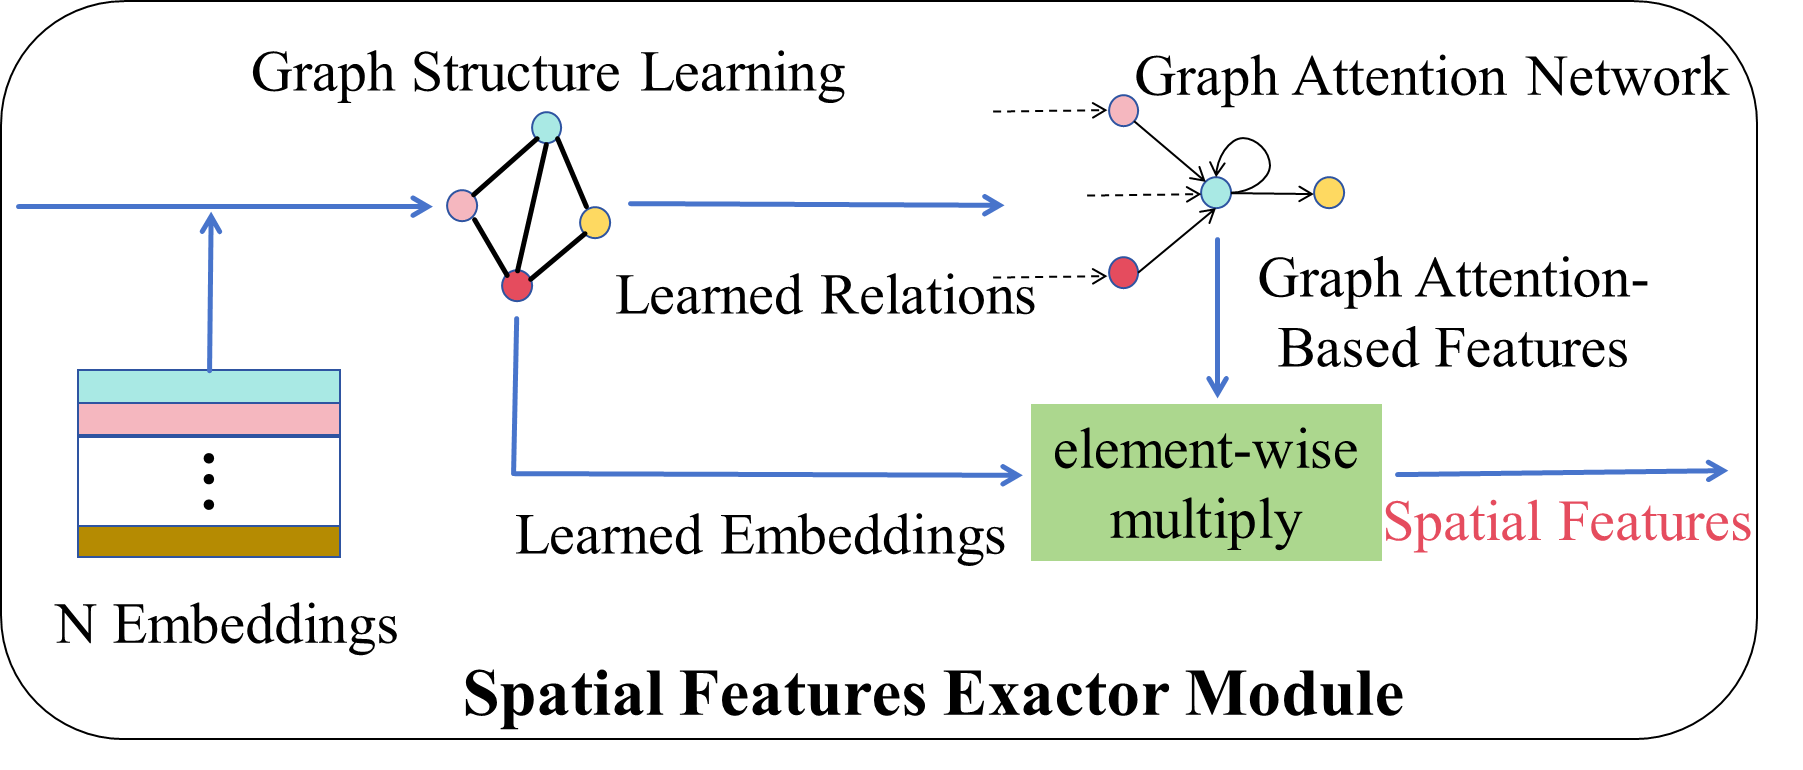 Graph Structure Learning
Graph Attention Network
Learned Relations
Graph Attention-
Based Features
element-wise
multiply
Learned Embeddings
Spatial Features
N Embeddings
Spatial Features Exactor Module